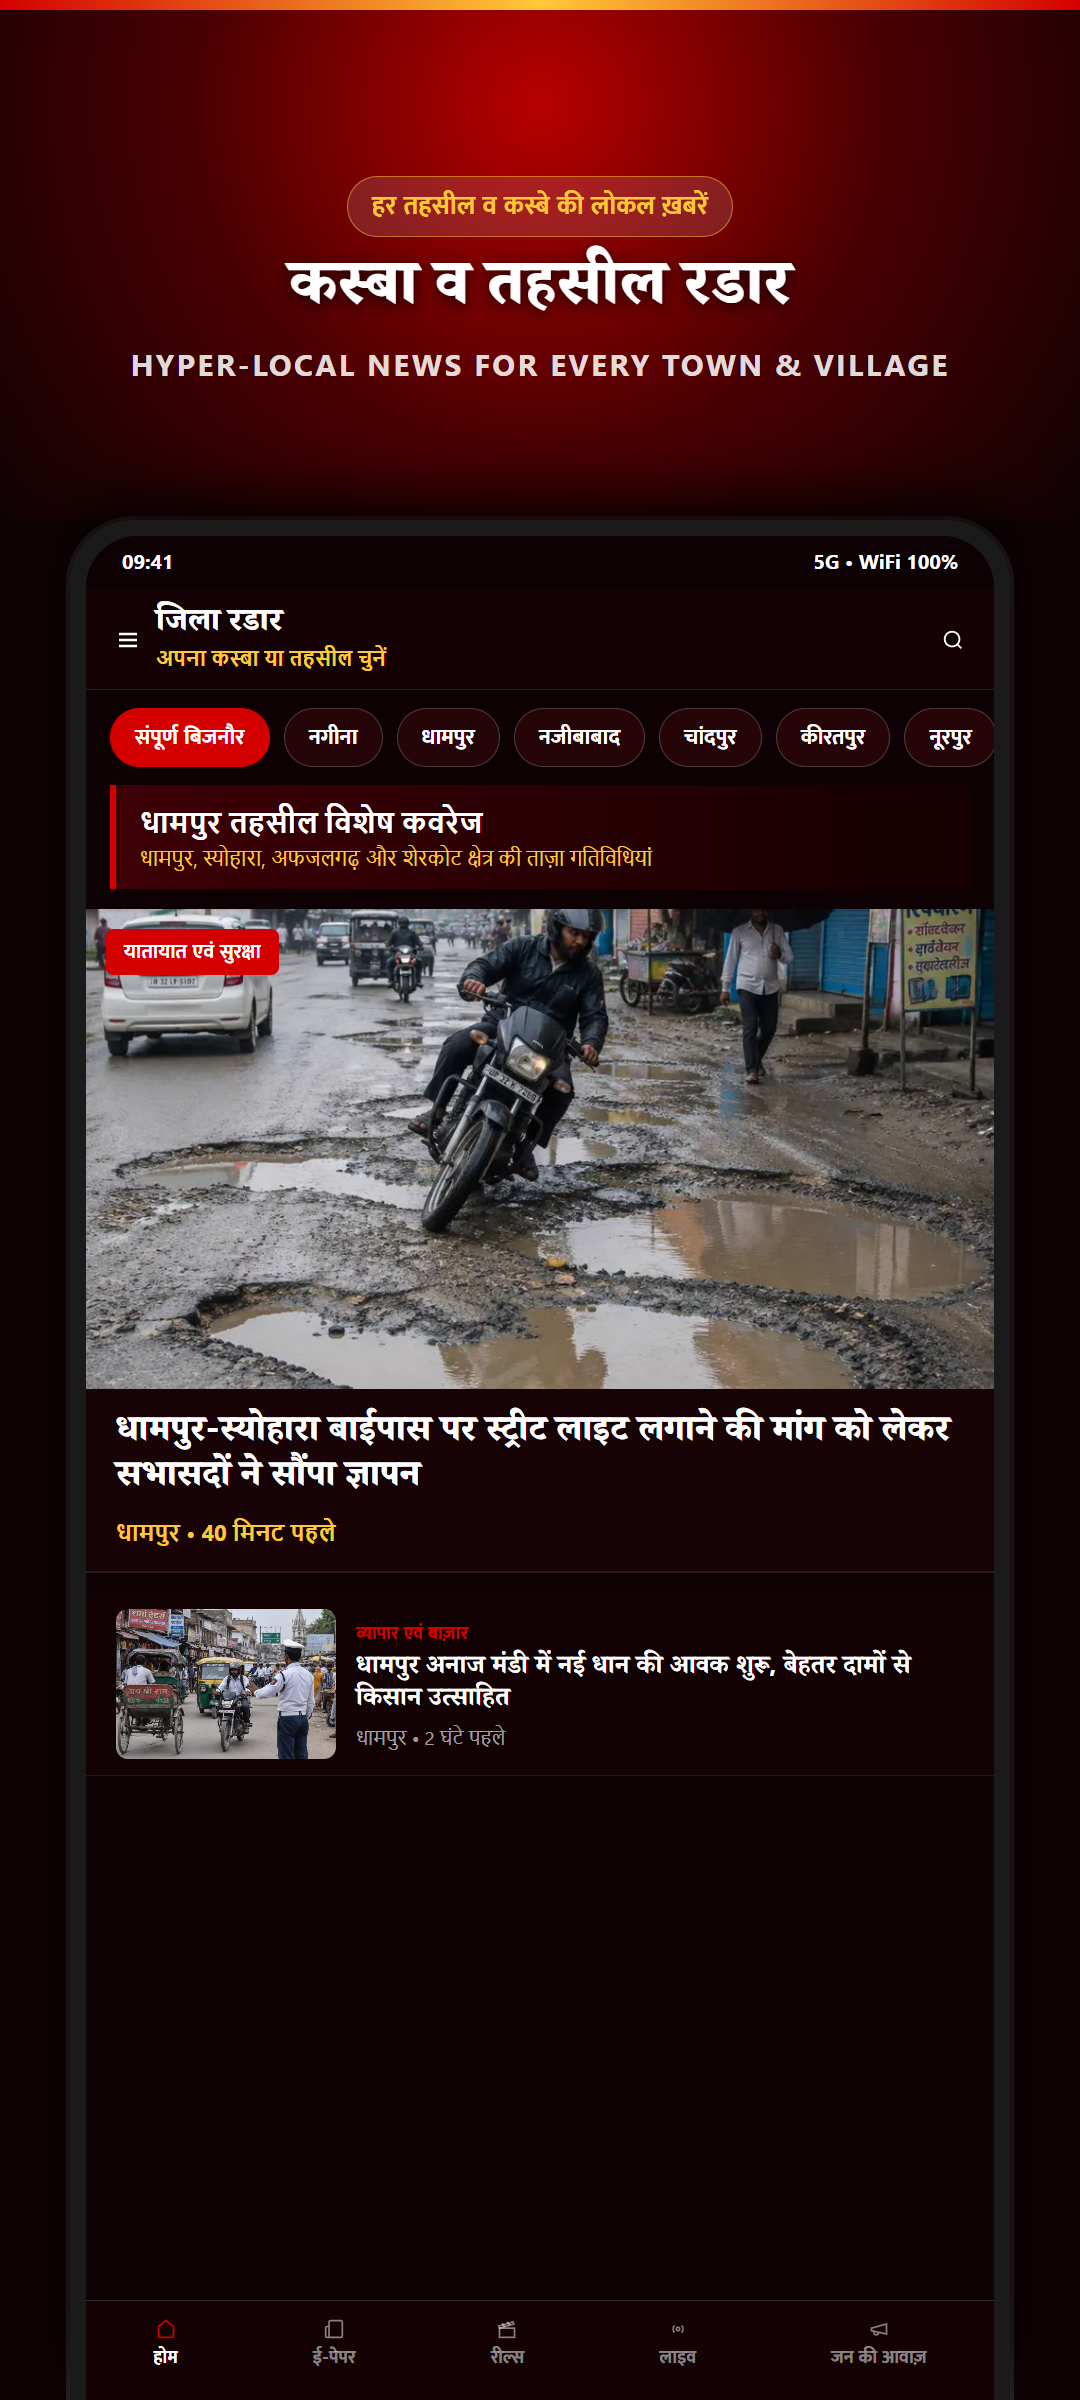 हर तहसील व कस्बे की लोकल ख़बरें
कस्बा व तहसील रडार
HYPER-LOCAL NEWS FOR EVERY TOWN & VILLAGE
09:41
5G • WiFi 100%
जिला रडार
अपना कस्बा या तहसील चुनें
संपूर्ण बिजनौर
नगीना
धामपुर
नजीबाबाद
चांदपुर
कीरतपुर
नूरपुर
धामपुर तहसील विशेष कवरेज
धामपुर, स्योहारा, अफजलगढ़ और शेरकोट क्षेत्र की ताज़ा गतिविधियां
यातायात एवं सुरक्षा
धामपुर-स्योहारा बाईपास पर स्ट्रीट लाइट लगाने की मांग को लेकर
सभासदों ने सौंपा ज्ञापन
धामपुर • 40 मिनट पहले
व्यापार एवं बाज़ार
धामपुर अनाज मंडी में नई धान की आवक शुरू, बेहतर दामों से
किसान उत्साहित
धामपुर • 2 घंटे पहले
होम
ई-पेपर
रील्स
लाइव
जन की आवाज़